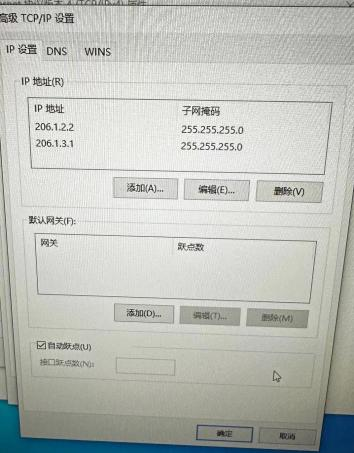 高级 TCP/IP 设置
IP 设置 DNS WINS
IP 地址(R)
IP 地址 子网掩码
206.1.2.2 255.255.255.0
206.1.3.1 255.255.255.0
添加(A)... 编辑(E)... 删除(V)
默认网关(F):
网关 跃点数
添加(D)... 编辑(T)... 删除(M)
自动跃点(U)
接口跃点数(N):
确定 取消